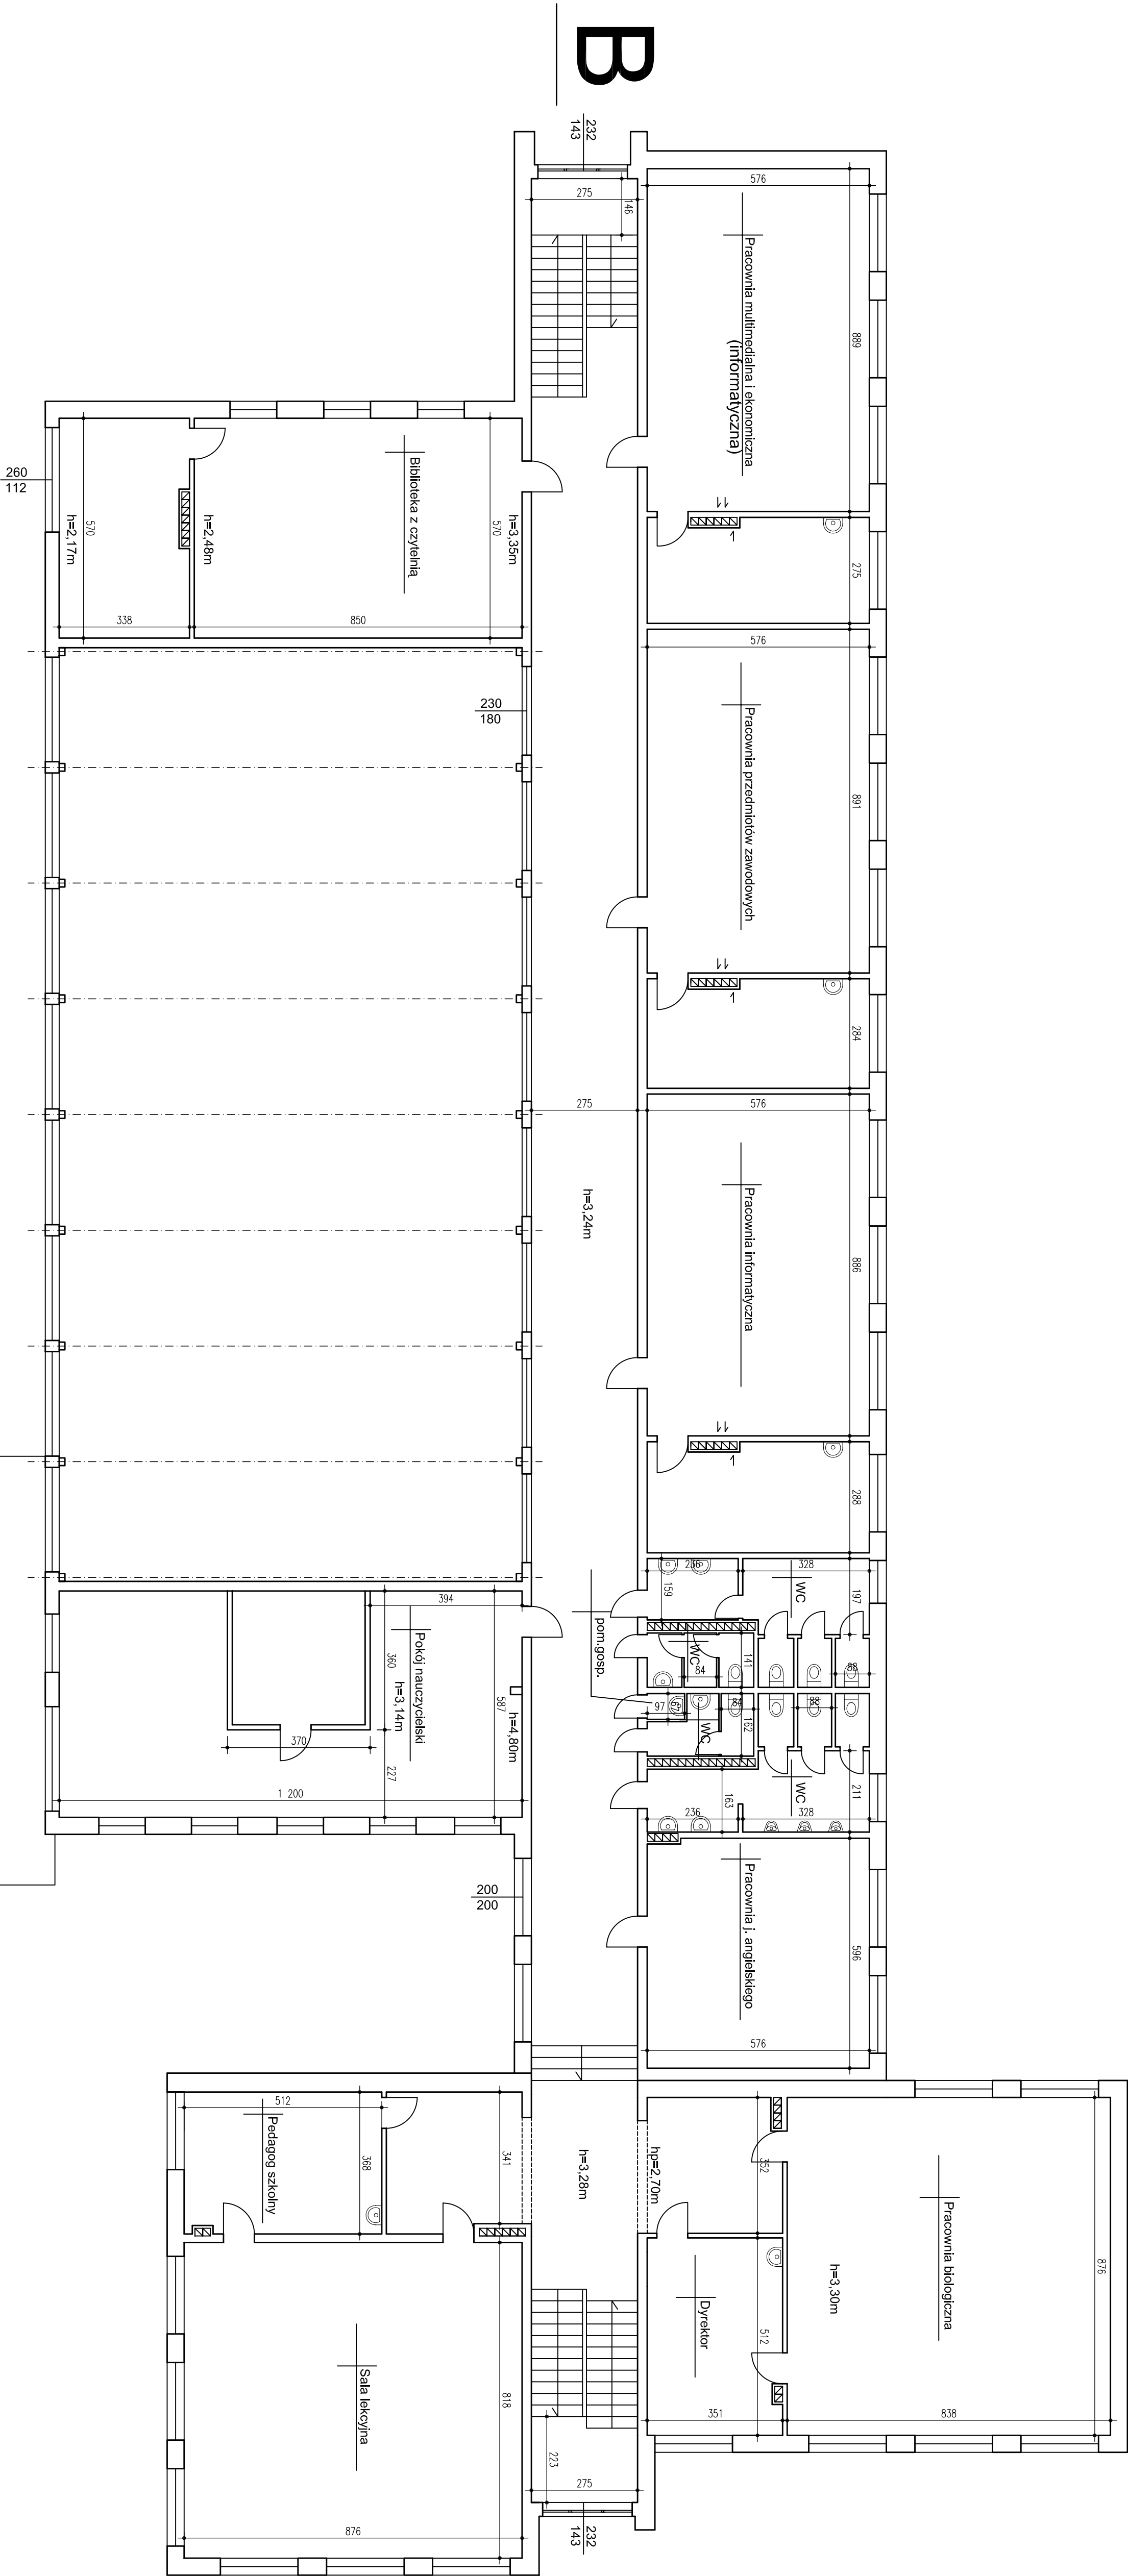 B
232
143
275
146
576
889
Pracownia multimedialna i ekonomiczna
(informatyczna)
275
576
891
Pracownia przedmiotów zawodowych
284
576
886
Pracownia informatyczna
288
275
h=3,24m
Biblioteka z czytelnią
h=3,35m
570
850
h=2,48m
338
570
h=2,17m
260
112
230
180
236
328
159
WC
197
88
141
WC
84
pom.gosp.
97
67
84
88
162
WC
WC
211
163
236
328
Pracownia j. angielskiego
596
576
394
360
Pokój nauczycielski
h=3,14m
587
h=4,80m
370
227
1 200
200
200
512
Pedagog szkolny
368
341
h=3,28m
hp=2,70m
352
Pracownia biologiczna
h=3,30m
876
838
Dyrektor
512
351
Sala lekcyjna
818
876
223
275
232
143